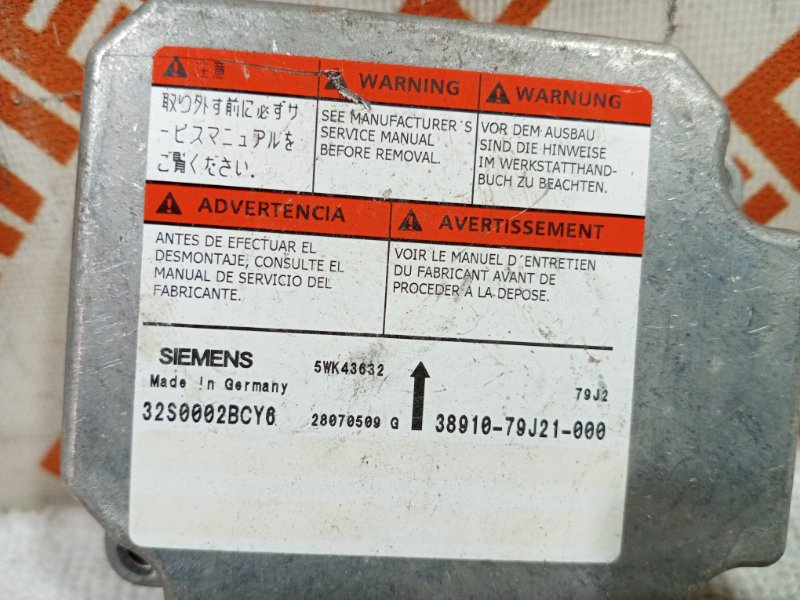 注意
取り外す前に必ずサ
ービスマニュアルを
ご覧ください.
WARNING
SEE MANUFACTURER´S
SERVICE MANUAL
BEFORE REMOVAL.
WARNUNG
VOR DEM AUSBAU
SIND DIE HINWEISE
IM WERKSTATTHAND-
BUCH ZU BEACHTEN.
ADVERTENCIA
ANTES DE EFECTUAR EL
DESMONTAJE, CONSULTE EL
MANUAL DE SERVICIO DEL
FABRICANTE.
AVERTISSEMENT
VOIR LE MANUEL D´ENTRETIEN
DU FABRICANT AVANT DE
PROCEDER A LA DEPOSE.
SIEMENS
Made in Germany
5WK43632
79J2
32S0002BCY6
28070509 G
38910-79J21-000